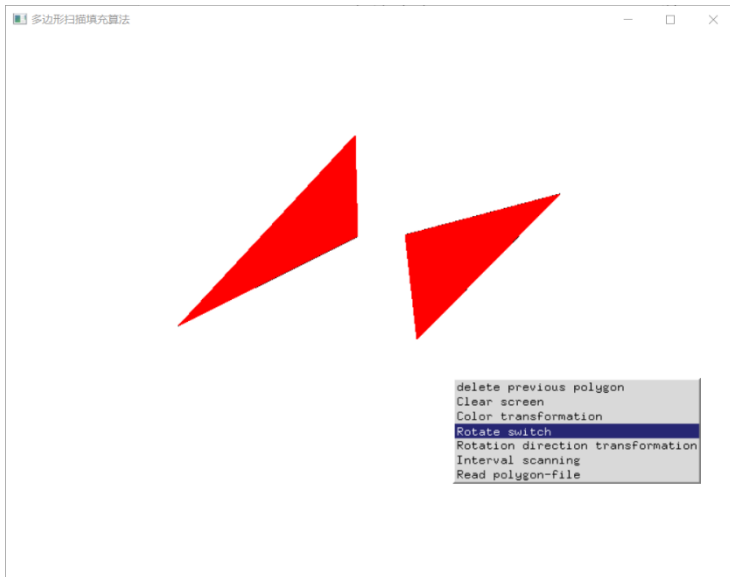 多边形扫描填充算法
delete previous polygon
Clear screen
Color transformation
Rotate switch
Rotation direction transformation
Interval scanning
Read polygon-file